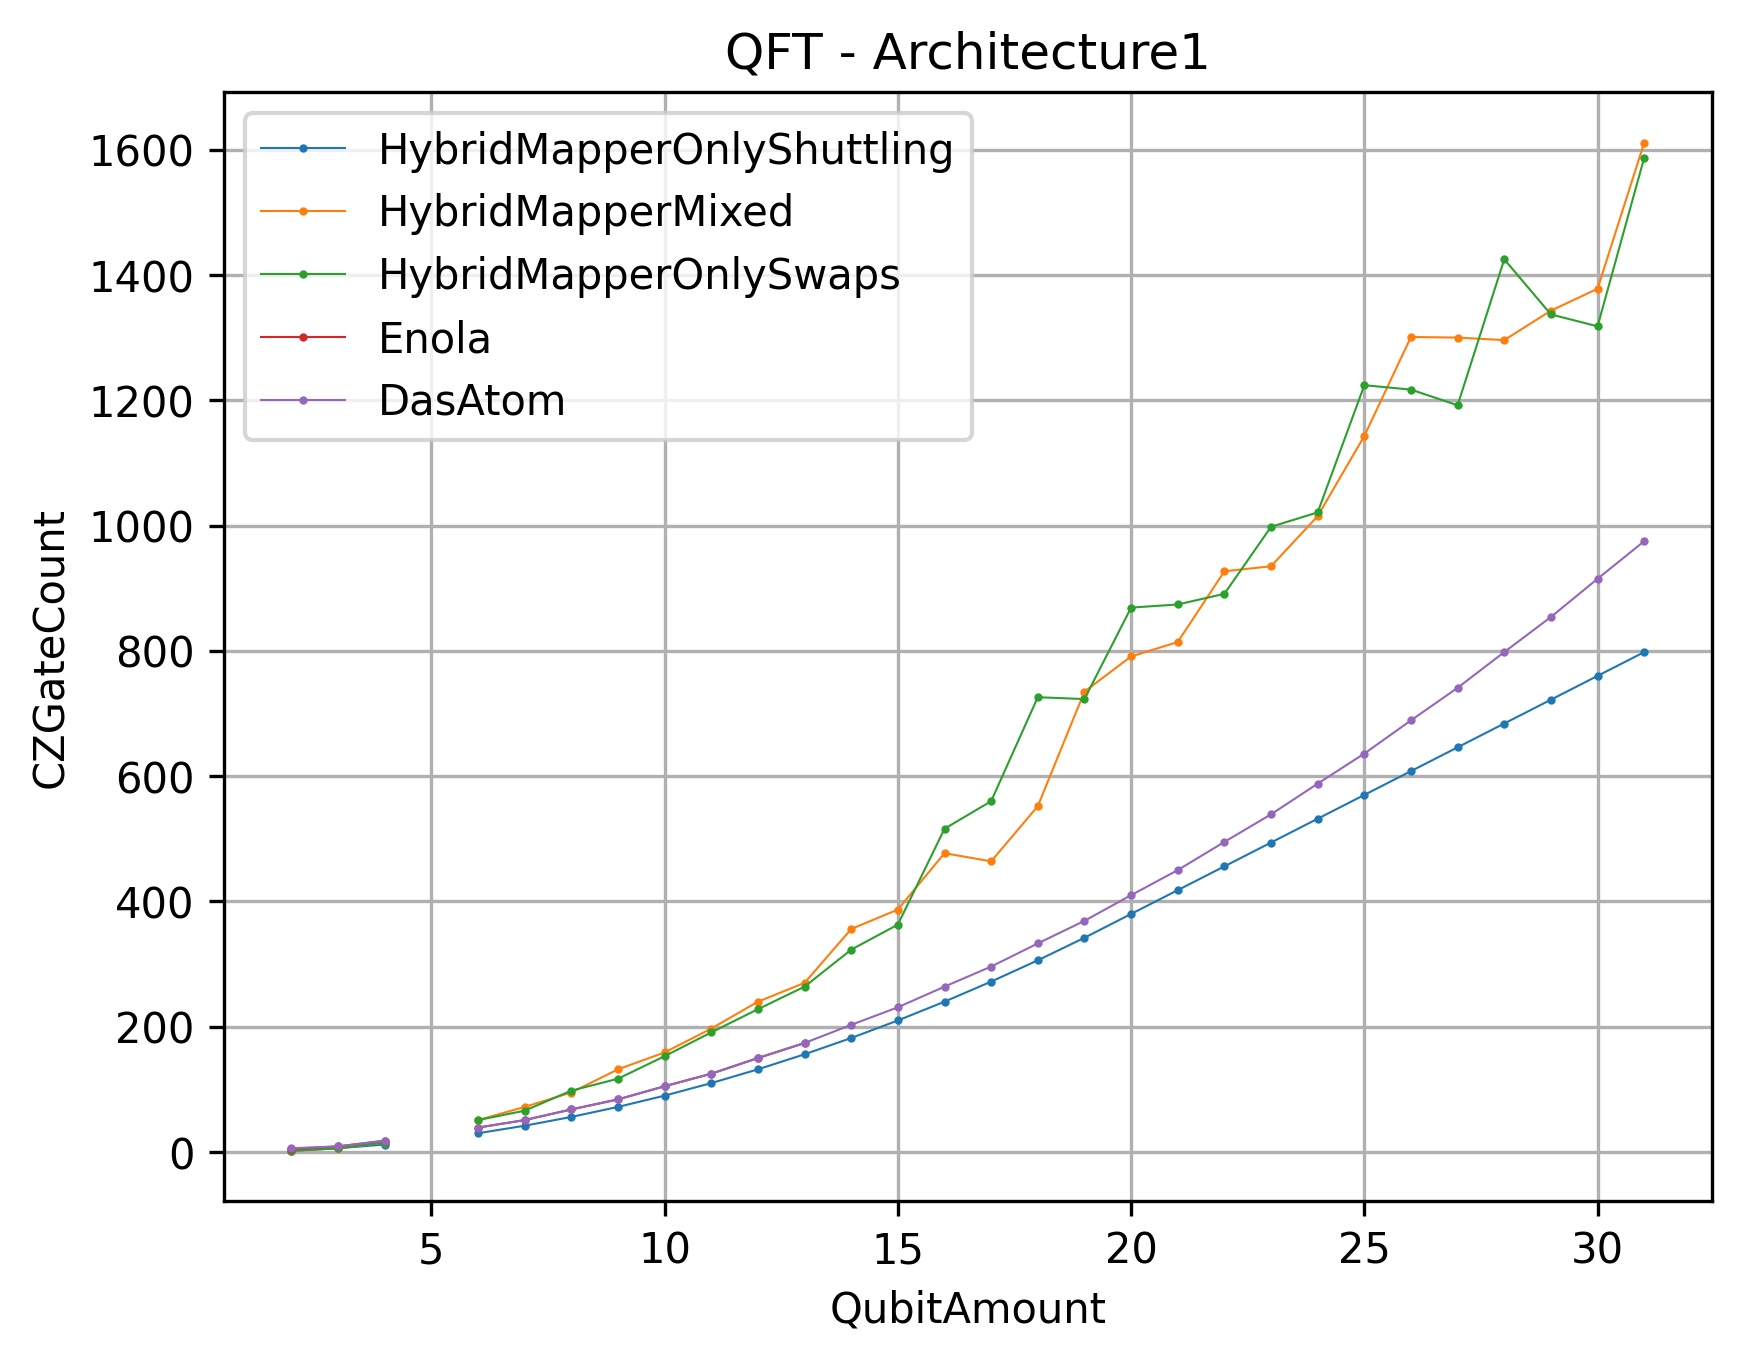 QFT - Architecture1
1600
1400
1200
1000
800
600
400
200
0
CZGateCount
HybridMapperOnlyShuttling
HybridMapperMixed
HybridMapperOnlySwaps
Enola
DasAtom
5 10 15 20 25 30
QubitAmount